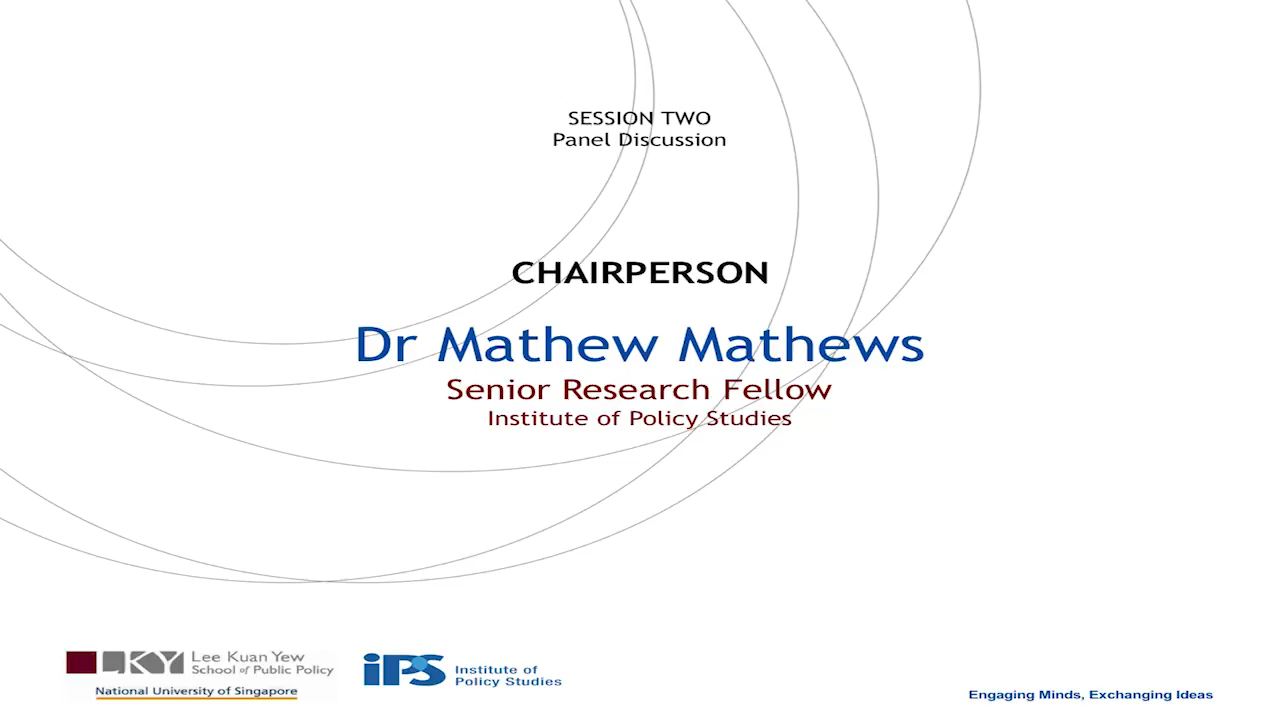 SESSION TWO
Panel Discussion
CHAIRPERSON
Dr Mathew Mathews
Senior Research Fellow
Institute of Policy Studies
LKY Lee Kuan Yew
School of Public Policy
National University of Singapore
iPS Institute of
Policy Studies
Engaging Minds, Exchanging Ideas